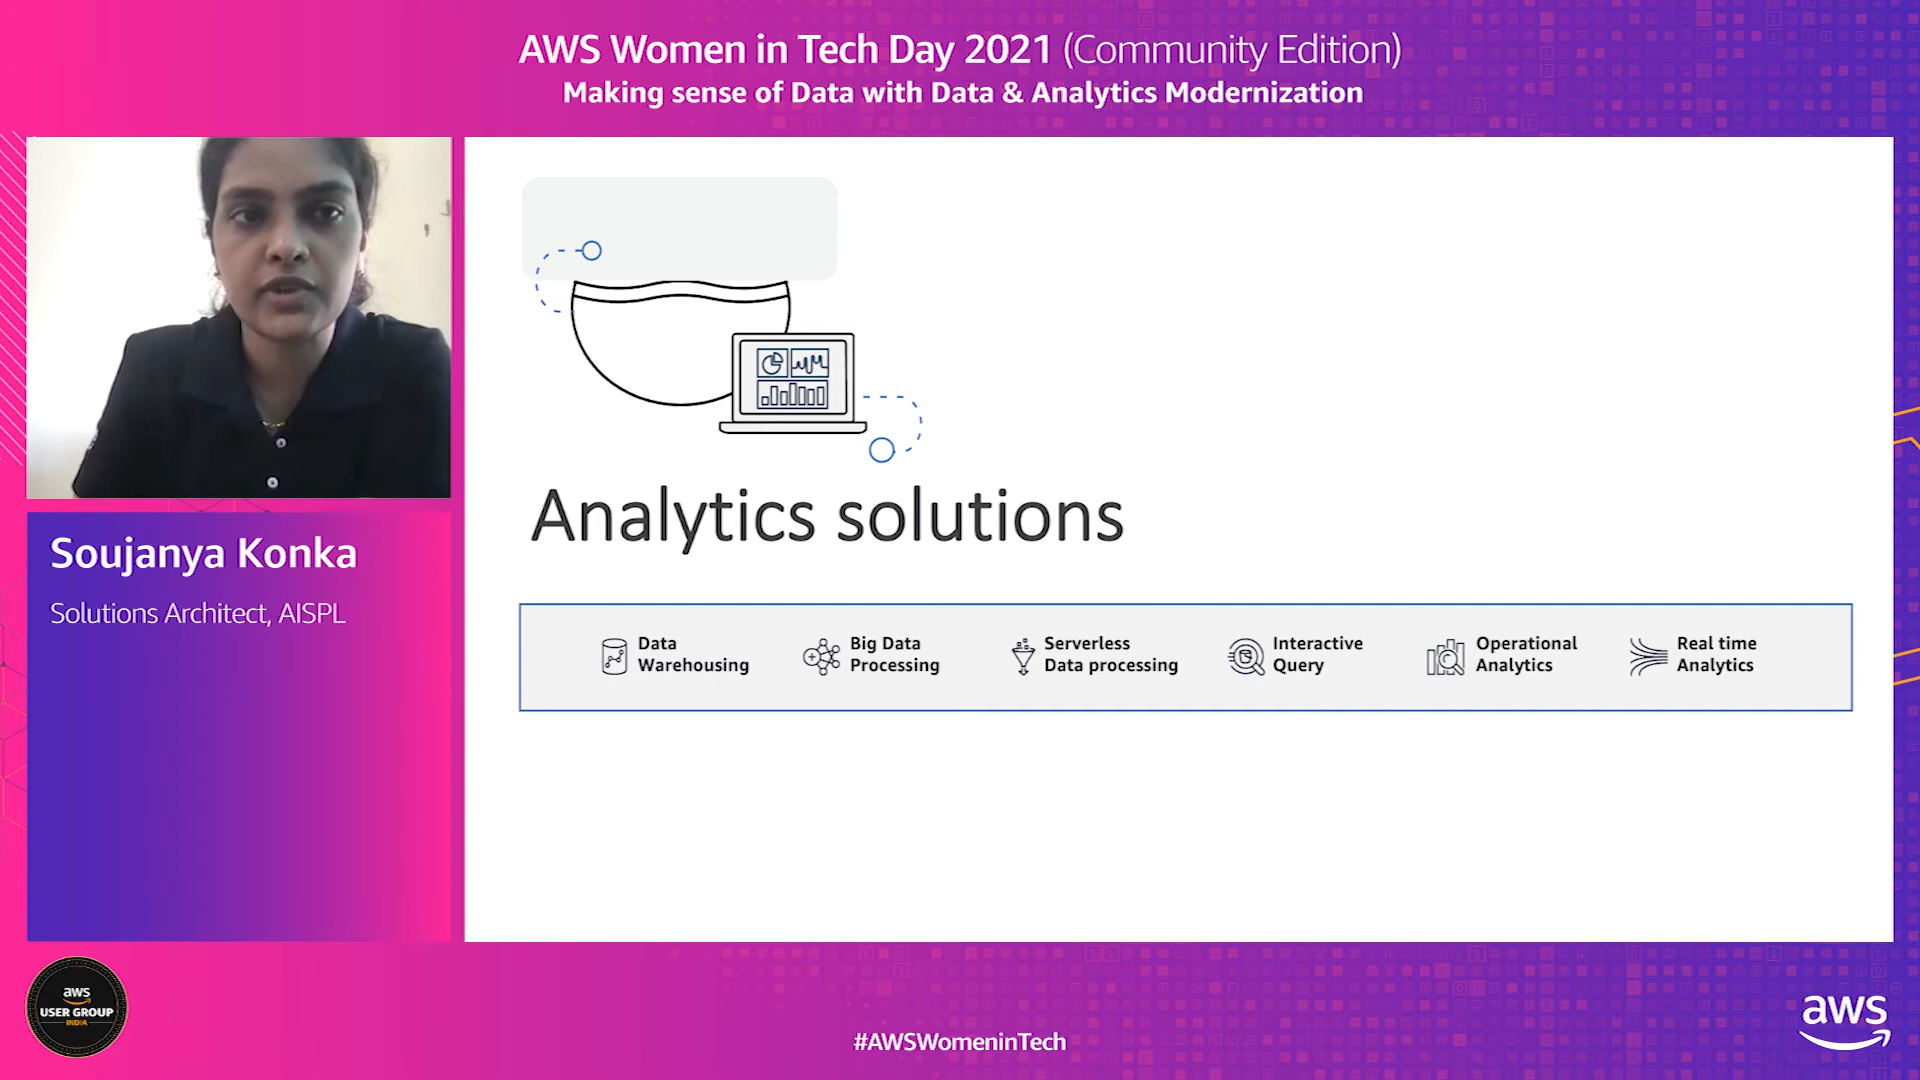 AWS Women in Tech Day 2021 (Community Edition)
Making sense of Data with Data & Analytics Modernization
Soujanya Konka
Solutions Architect, AISPL
Analytics solutions
Data
Warehousing
Big Data
Processing
Serverless
Data processing
Interactive
Query
Operational
Analytics
Real time
Analytics
aws
USER GROUP
INDIA
#AWSWomeninTech
aws